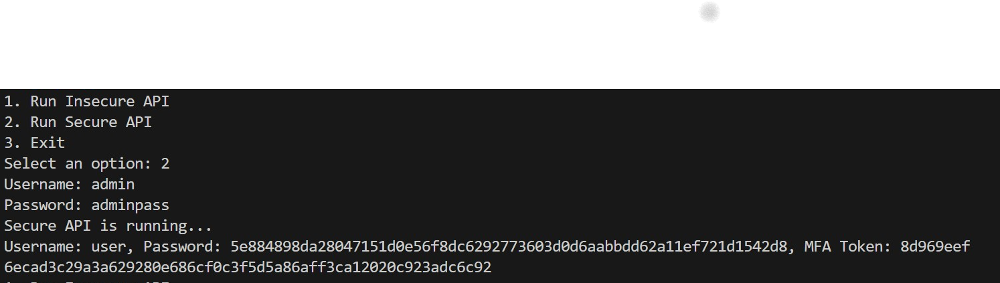 1. Run Insecure API
2. Run Secure API
3. Exit
Select an option: 2
Username: admin
Password: adminpass
Secure API is running...
Username: user, Password: 5e884898da28047151d0e56f8dc6292773603d0d6aabbdd62a11ef721d1542d8, MFA Token: 8d969eef
6ecad3c29a3a629280e686cf0c3f5d5a86aff3ca12020c923adc6c92